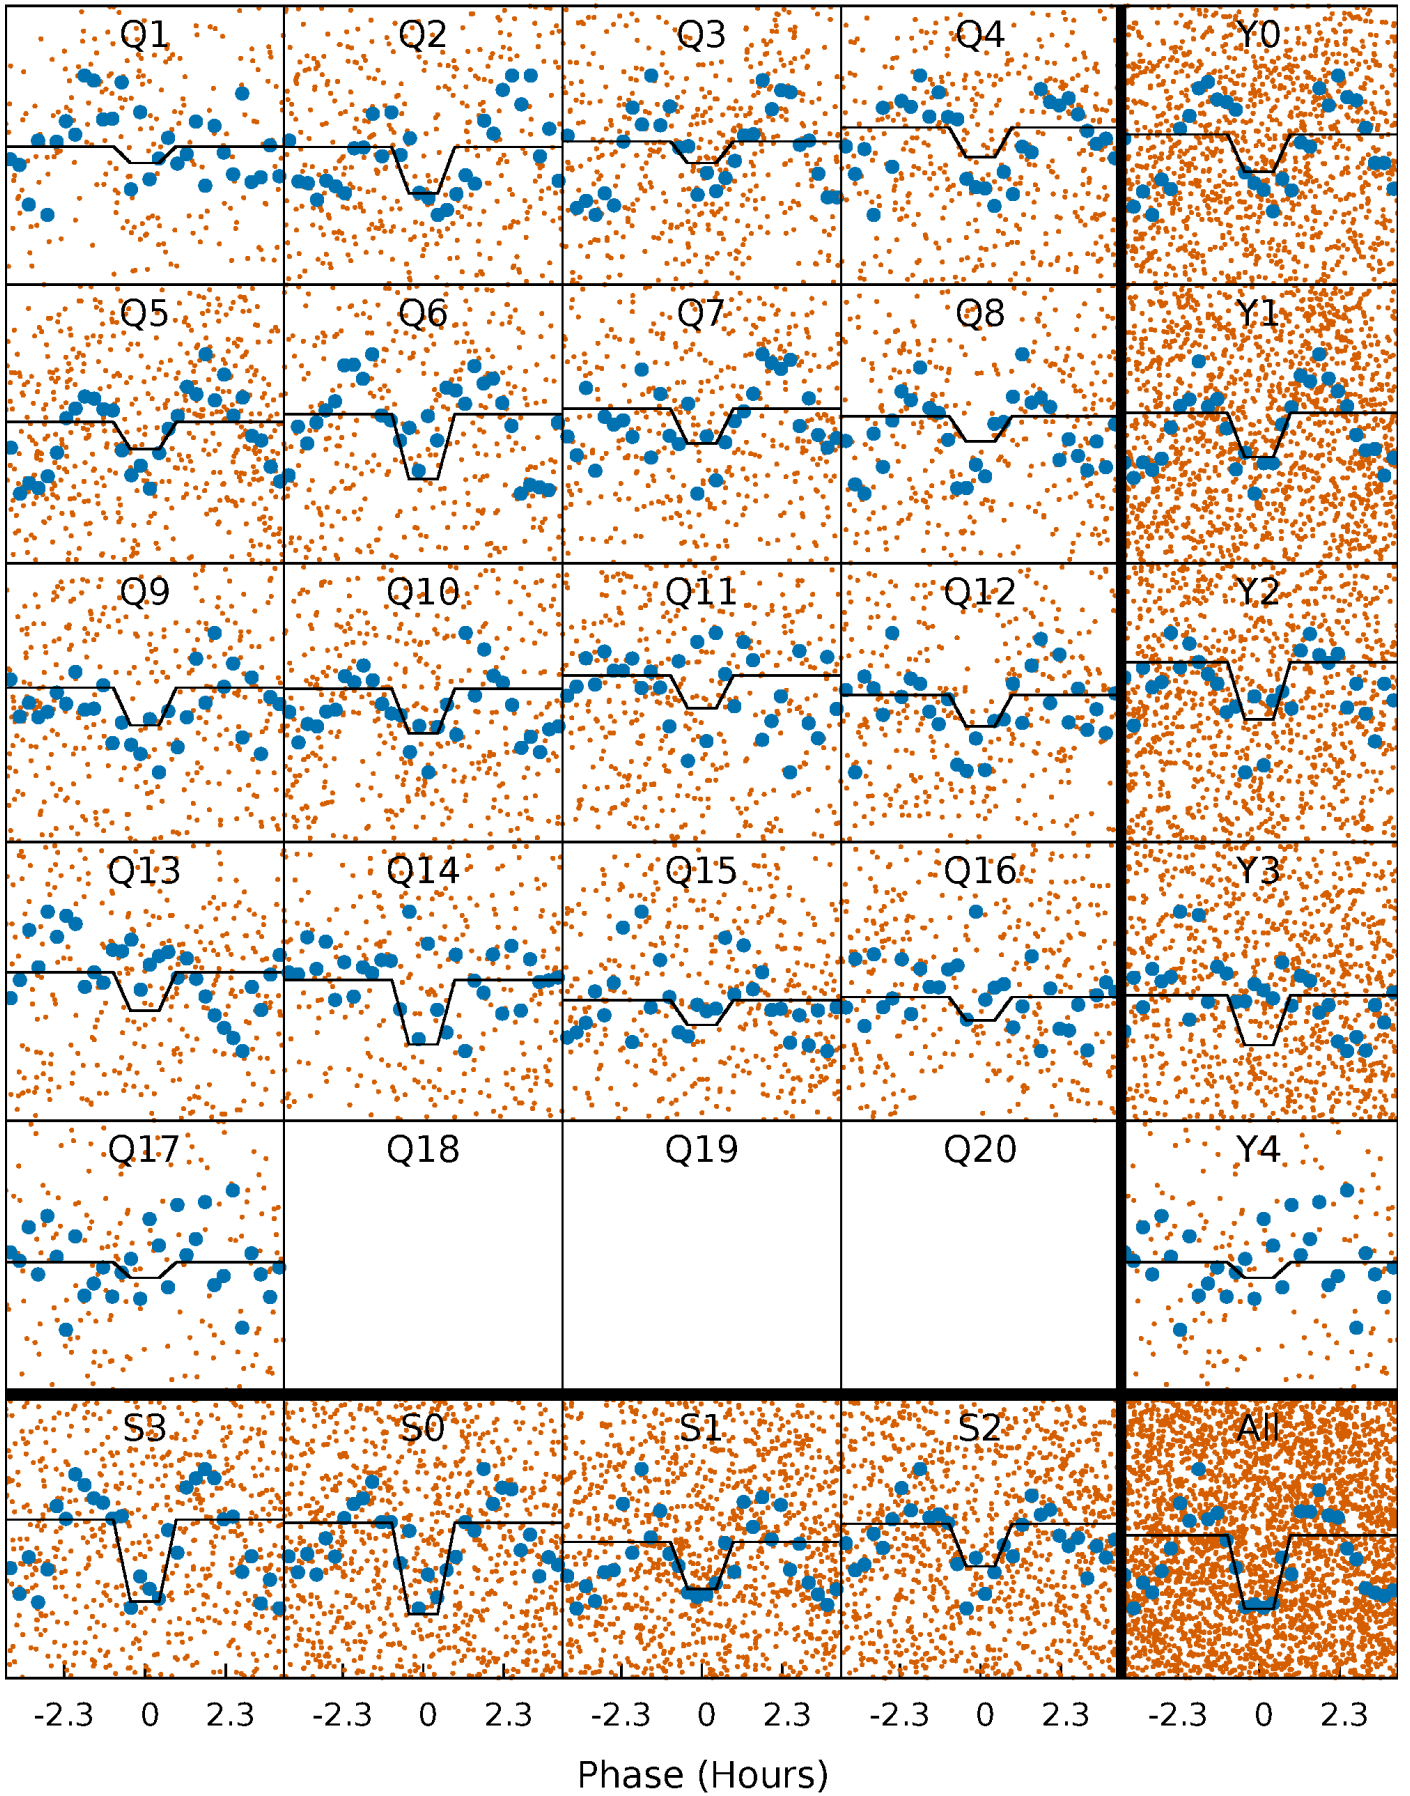 Q1 Q2 Q3 Q4 Y0
Q5 Q6 Q7 Q8 Y1
Q9 Q10 Q11 Q12 Y2
Q13 Q14 Q15 Q16 Y3
Q17 Q18 Q19 Q20 Y4
S3 S0 S1 S2 All
-2.3 0 2.3 -2.3 0 2.3 -2.3 0 2.3 -2.3 0 2.3 -2.3 0 2.3
Phase (Hours)